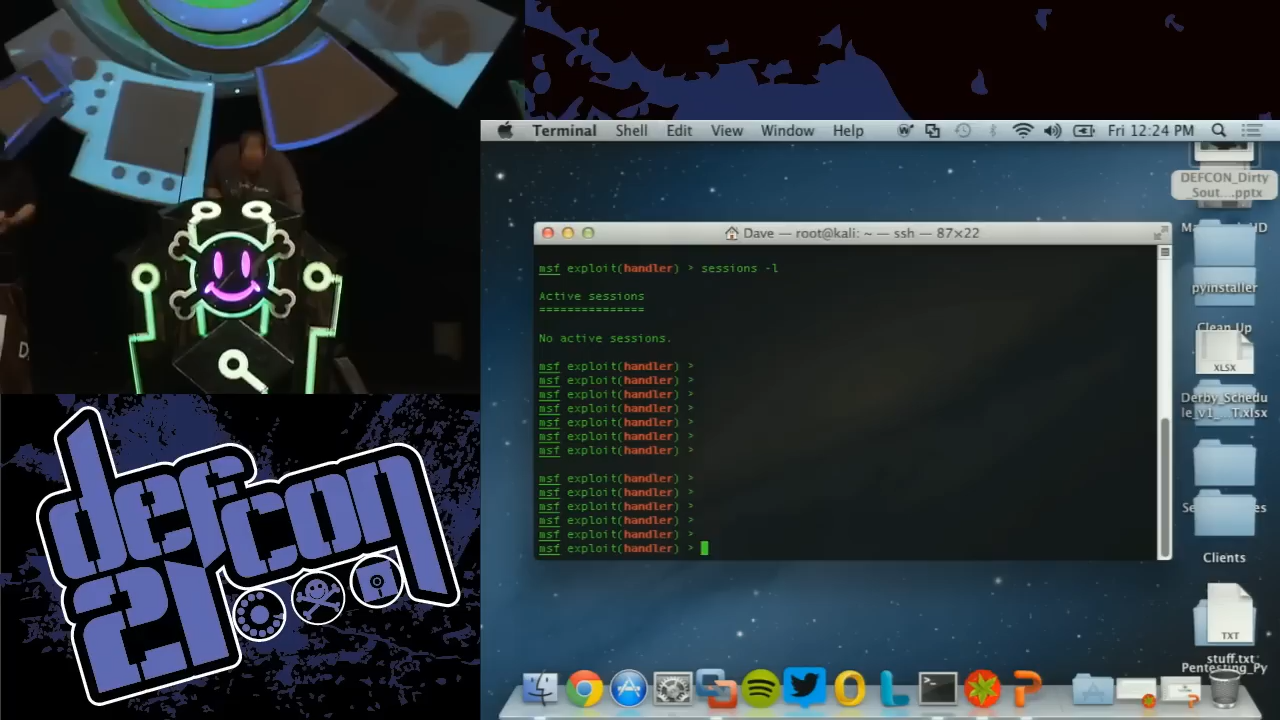 Terminal Shell Edit View Window Help Fri 12:24 PM
DEFCON_Dirty
_Sout....pptx
Dave — root@kali: ~ — ssh — 87×22
msf exploit(handler) > sessions -l
Active sessions
===============
No active sessions.
msf exploit(handler) >
msf exploit(handler) >
msf exploit(handler) >
msf exploit(handler) >
msf exploit(handler) >
msf exploit(handler) >
msf exploit(handler) >
msf exploit(handler) >
msf exploit(handler) >
msf exploit(handler) >
msf exploit(handler) >
msf exploit(handler) >
msf exploit(handler) >
pyinstaller
Clean Up
XLSX
Derby_Schedu
le_v1_...T.xlsx
Clients
TXT
stuff.txt
Pentesting_Py
defcon
21